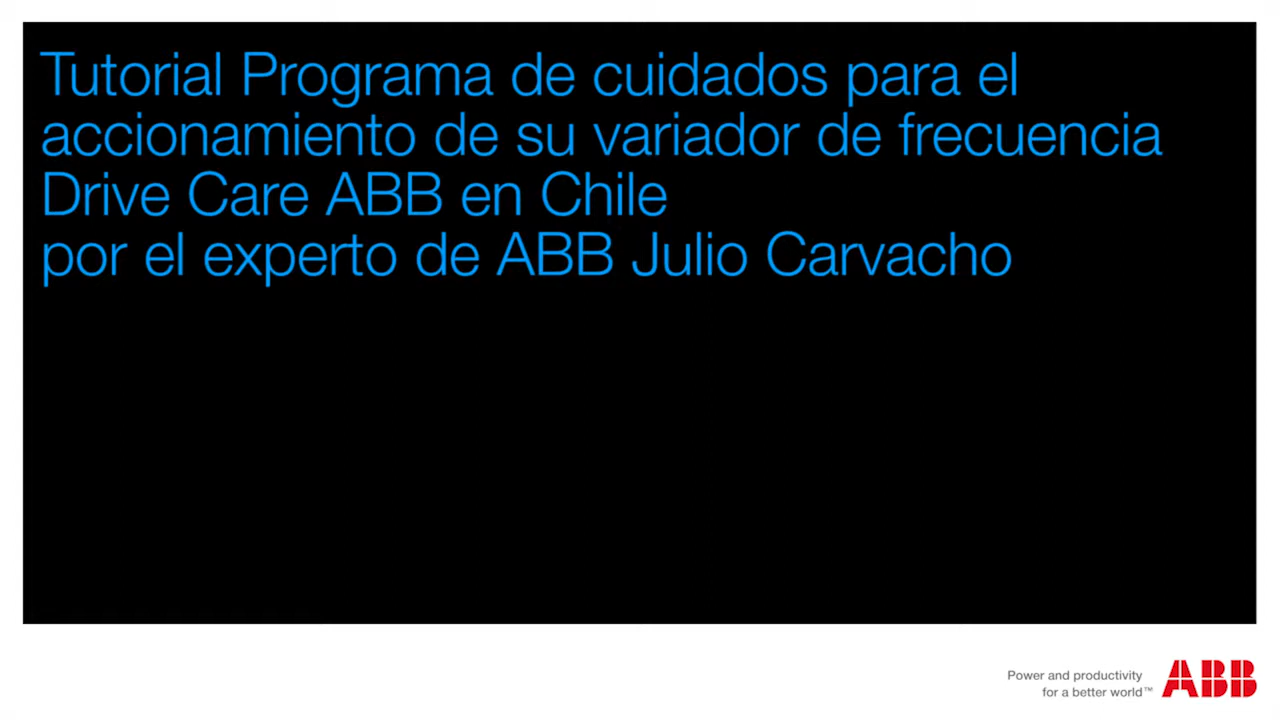 Tutorial Programa de cuidados para el
accionamiento de su variador de frecuencia
Drive Care ABB en Chile
por el experto de ABB Julio Carvacho
Power and productivity
for a better world™
ABB